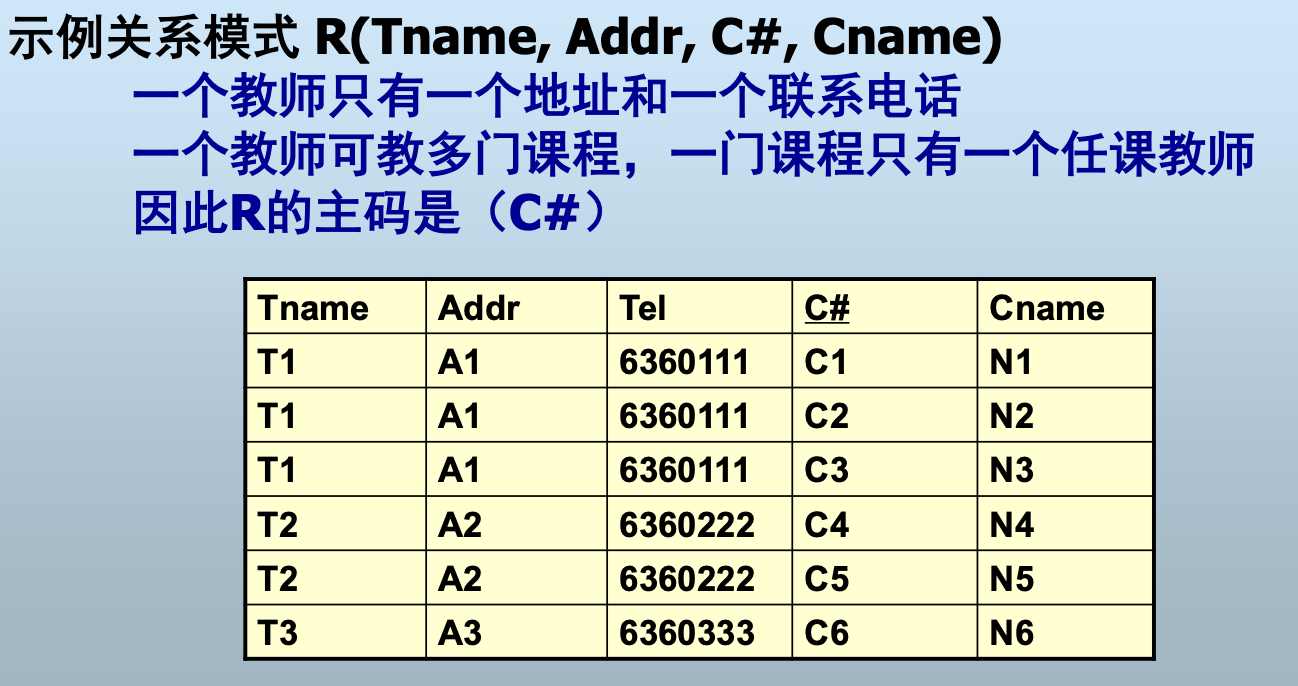 示例关系模式 R(Tname, Addr, C#, Cname)
一个教师只有一个地址和一个联系电话
一个教师可教多门课程，一门课程只有一个任课教师
因此R的主码是（C#）
Tname Addr Tel C# Cname
T1 A1 6360111 C1 N1
T1 A1 6360111 C2 N2
T1 A1 6360111 C3 N3
T2 A2 6360222 C4 N4
T2 A2 6360222 C5 N5
T3 A3 6360333 C6 N6